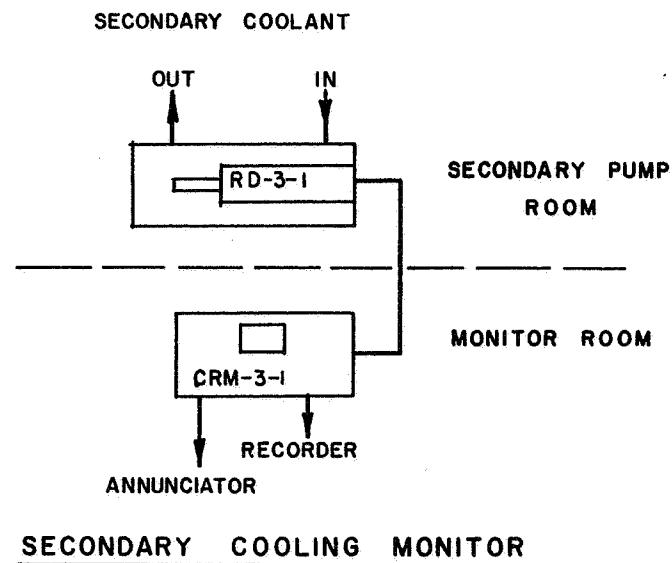 SECONDARY COOLANT
OUT
IN
RD-3-1
SECONDARY PUMP
ROOM
MONITOR ROOM
CRM-3-1
RECORDER
ANNUNCIATOR
SECONDARY COOLING MONITOR